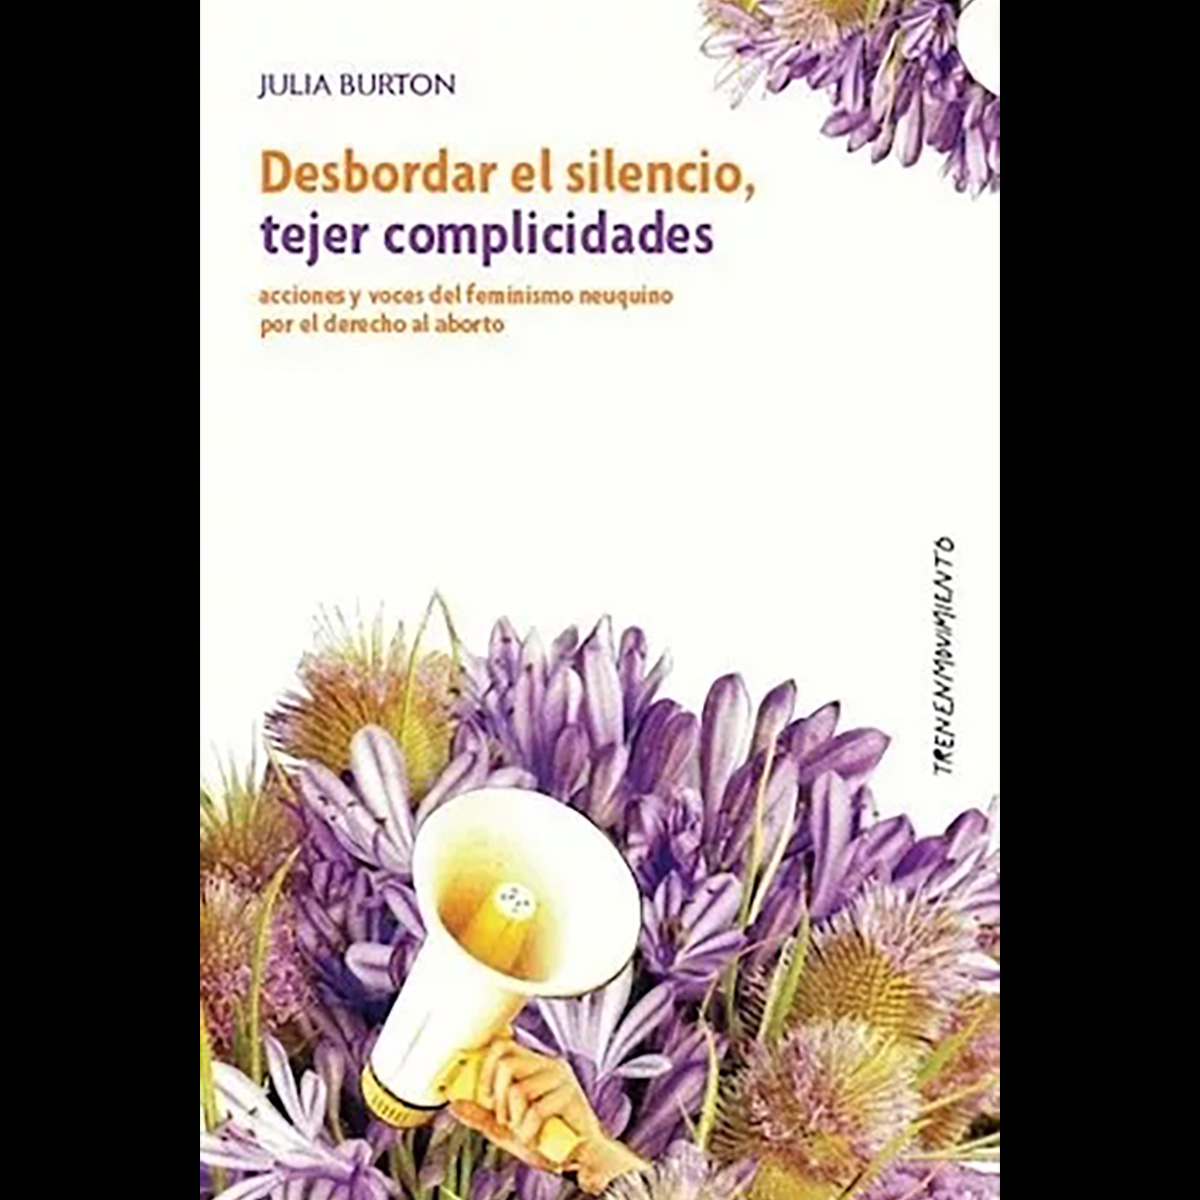 JULIA BURTON
Desbordar el silencio,
tejer complicidades
acciones y voces del feminismo neuquino
por el derecho al aborto
TRENENMOVIMIENTO